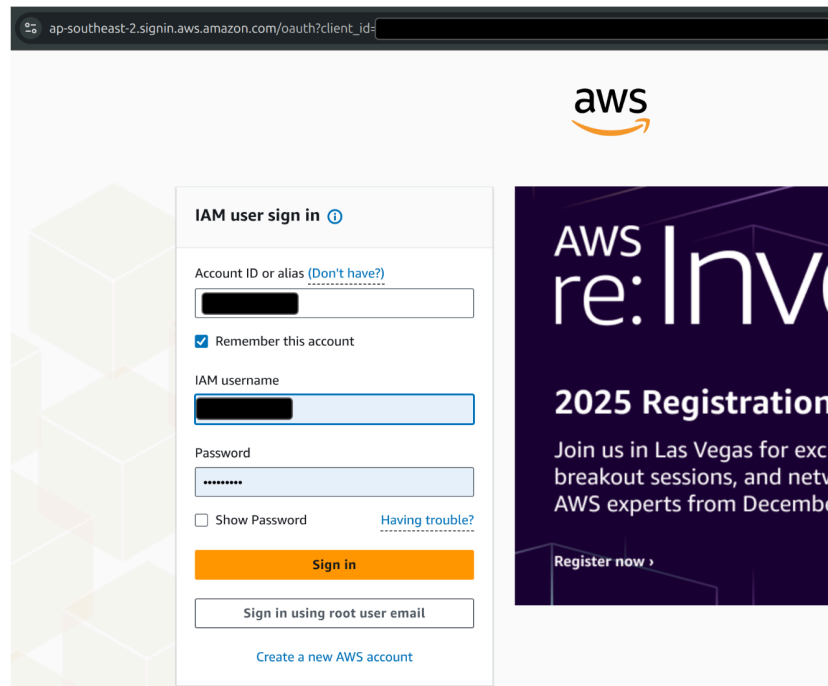 ap-southeast-2.signin.aws.amazon.com/oauth?client_id=
aws
IAM user sign in
Account ID or alias (Don't have?)
Remember this account
IAM username
Password
•••••••••
Show Password
Having trouble?
Sign in
Sign in using root user email
Create a new AWS account
AWS
re:Inv
2025 Registration
Join us in Las Vegas for exc
breakout sessions, and netw
AWS experts from Decembe
Register now ›